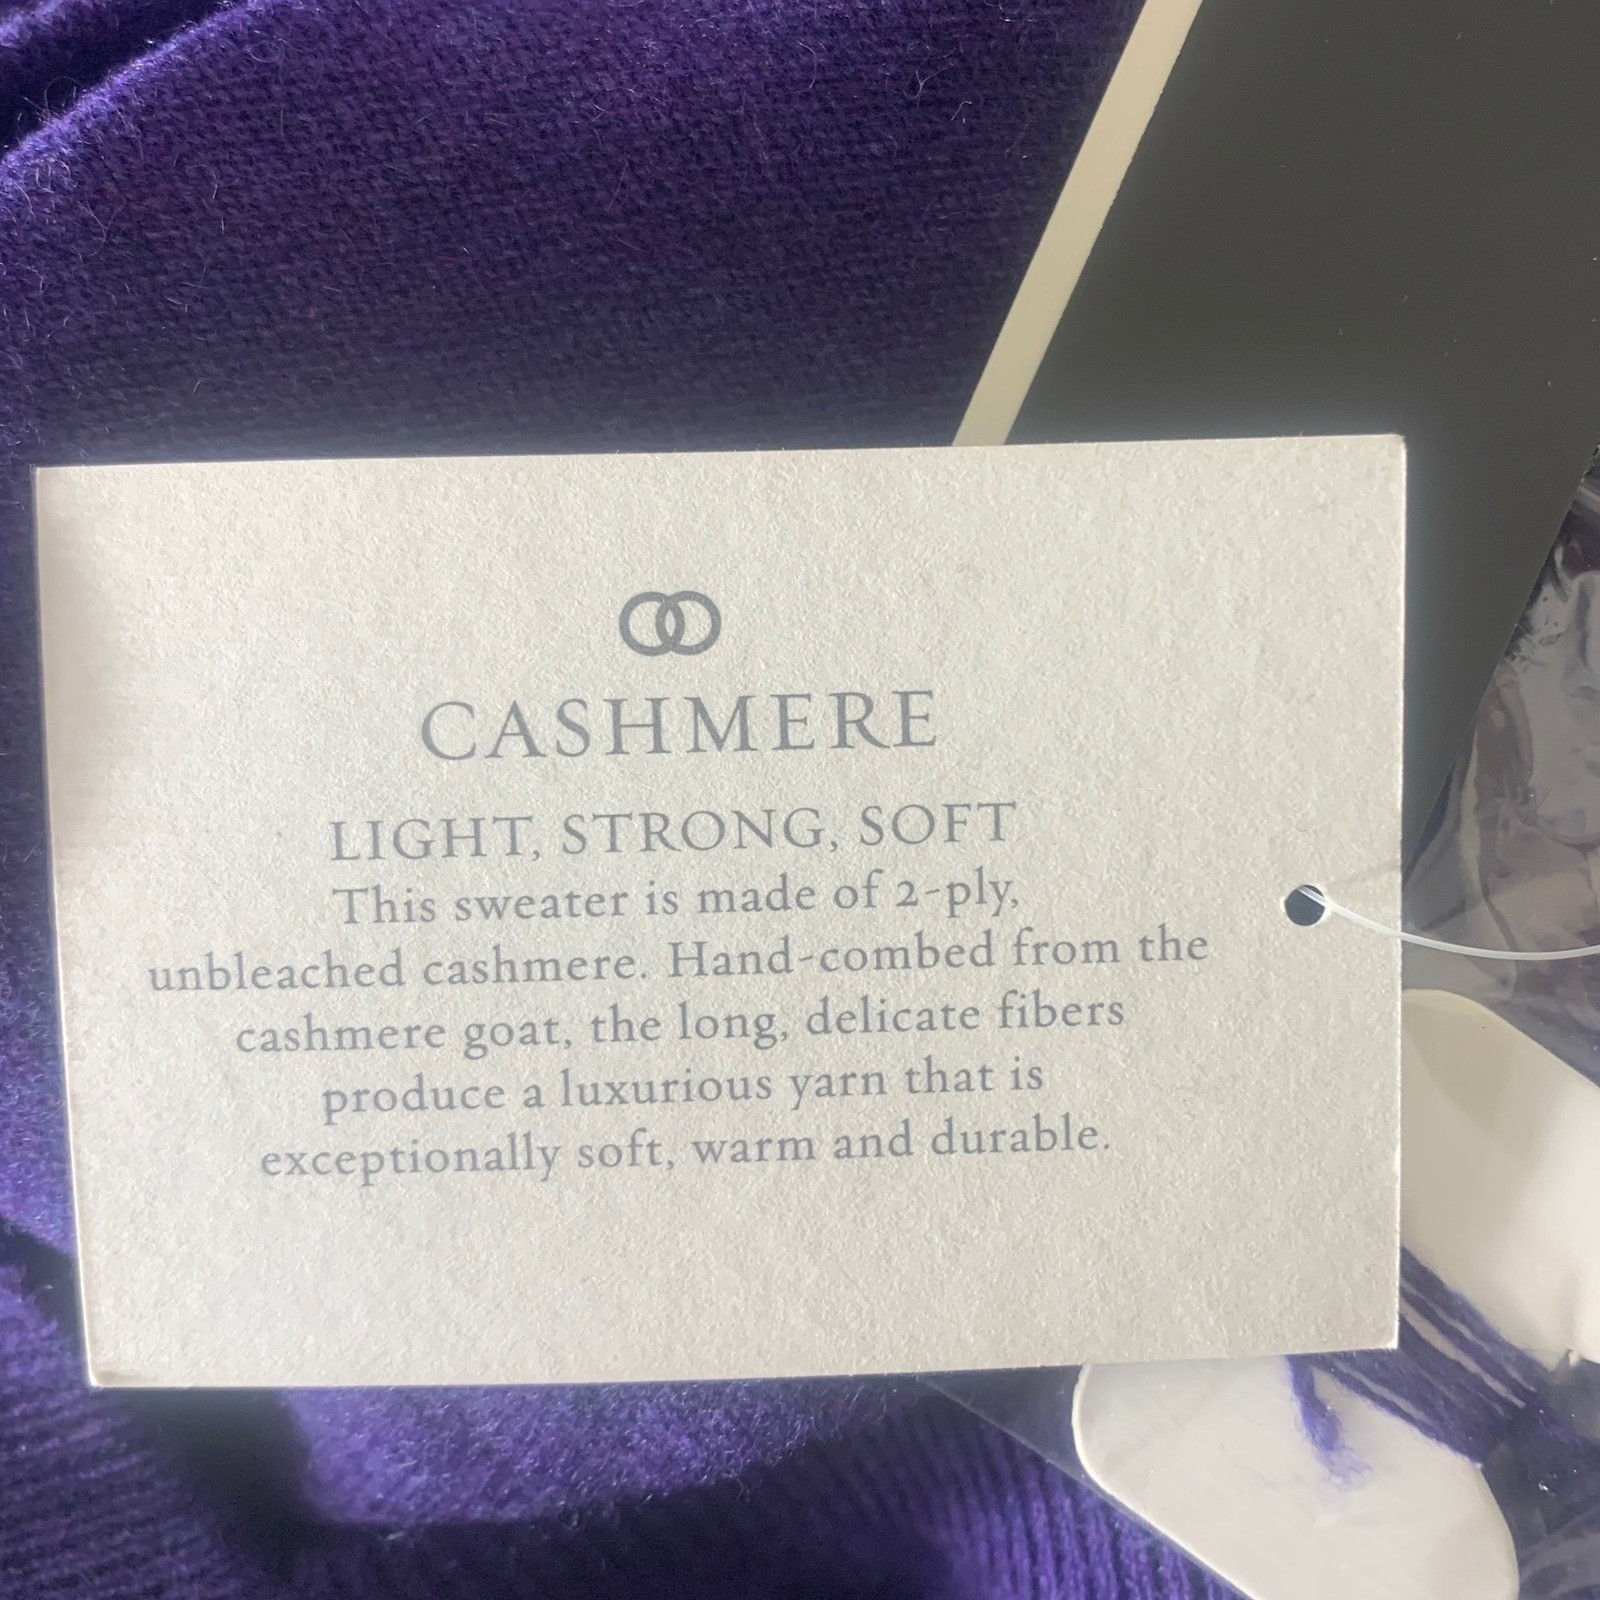 CASHMERE
LIGHT, STRONG, SOFT
This sweater is made of 2-ply,
unbleached cashmere. Hand-combed from the
cashmere goat, the long, delicate fibers
produce a luxurious yarn that is
exceptionally soft, warm and durable.